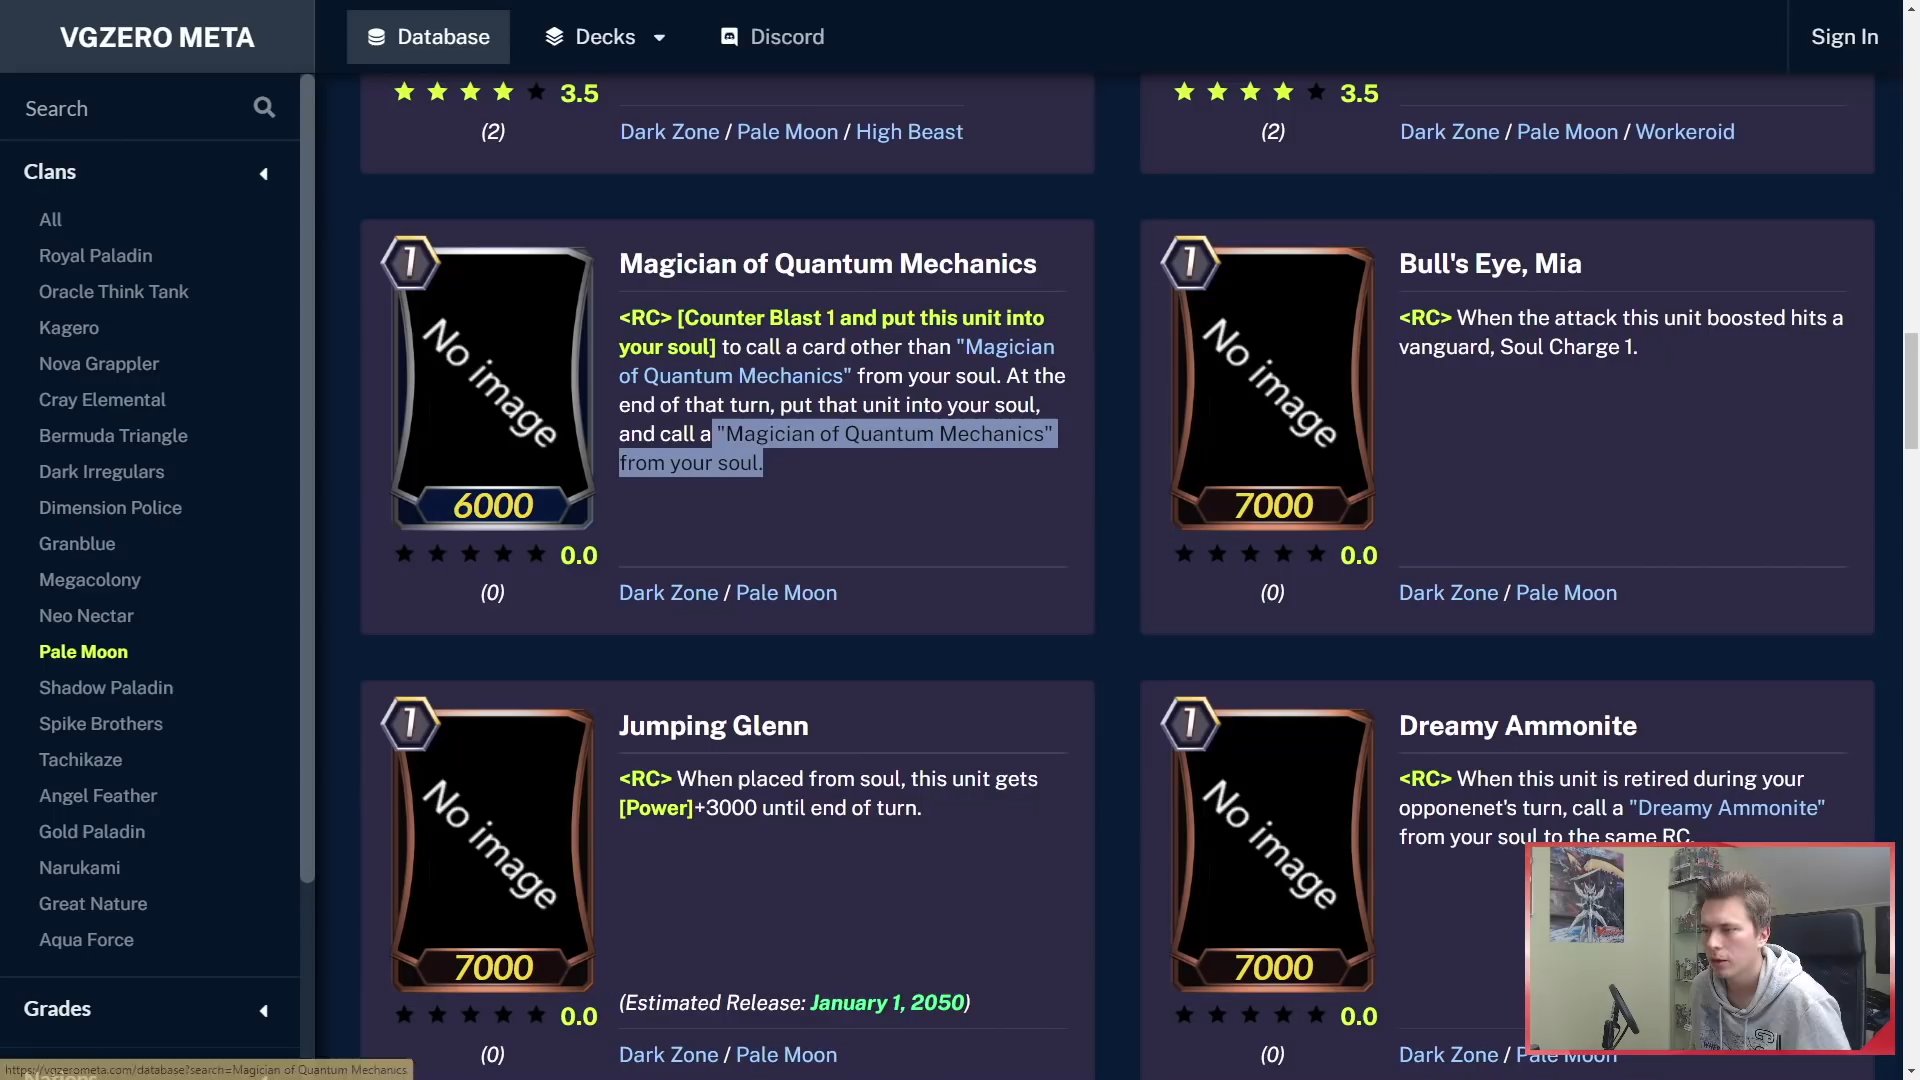 VGZERO META
Database
Decks
Discord
Sign In
Search
Clans
All
Royal Paladin
Oracle Think Tank
Kagero
Nova Grappler
Cray Elemental
Bermuda Triangle
Dark Irregulars
Dimension Police
Granblue
Megacolony
Neo Nectar
Pale Moon
Shadow Paladin
Spike Brothers
Tachikaze
Angel Feather
Gold Paladin
Narukami
Great Nature
Aqua Force
Grades
https://vgzerometa.com/database?search=Magician of Quantum Mechanics
3.5
(2)
Dark Zone / Pale Moon / High Beast
3.5
(2)
Dark Zone / Pale Moon / Workeroid
1
No image
6000
0.0
(0)
Magician of Quantum Mechanics
<RC> [Counter Blast 1 and put this unit into
your soul] to call a card other than "Magician
of Quantum Mechanics" from your soul. At the
end of that turn, put that unit into your soul,
and call a "Magician of Quantum Mechanics"
from your soul.
Dark Zone / Pale Moon
1
No image
7000
0.0
(0)
Bull's Eye, Mia
<RC> When the attack this unit boosted hits a
vanguard, Soul Charge 1.
Dark Zone / Pale Moon
1
No image
7000
0.0
(0)
Jumping Glenn
<RC> When placed from soul, this unit gets
[Power]+3000 until end of turn.
(Estimated Release: January 1, 2050)
Dark Zone / Pale Moon
1
No image
7000
0.0
(0)
Dreamy Ammonite
<RC> When this unit is retired during your
opponenet's turn, call a "Dreamy Ammonite"
from your soul to the same RC.
Dark Zone / Pale Moon